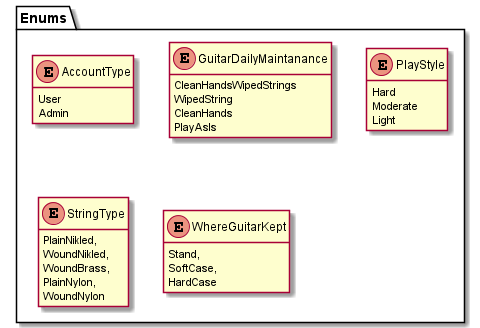 Enums
E AccountType
User
Admin
E GuitarDailyMaintanance
CleanHandsWipedStrings
WipedString
CleanHands
PlayAsIs
E PlayStyle
Hard
Moderate
Light
E StringType
PlainNikled,
WoundNikled,
WoundBrass,
PlainNylon,
WoundNylon
E WhereGuitarKept
Stand,
SoftCase,
HardCase